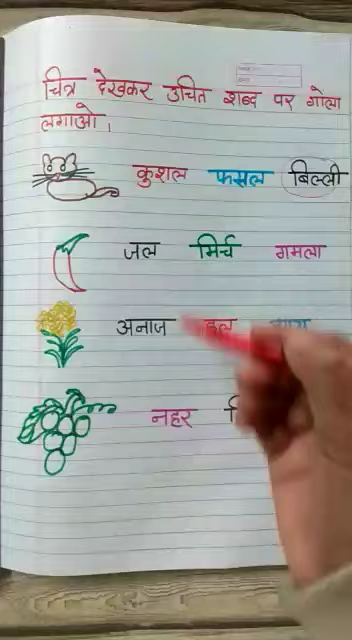 चित्र देखकर उचित शब्द पर गोला
लगाओ।
कुशल फसल बिल्ली
जल मिर्च गमला
अनाज
नहर